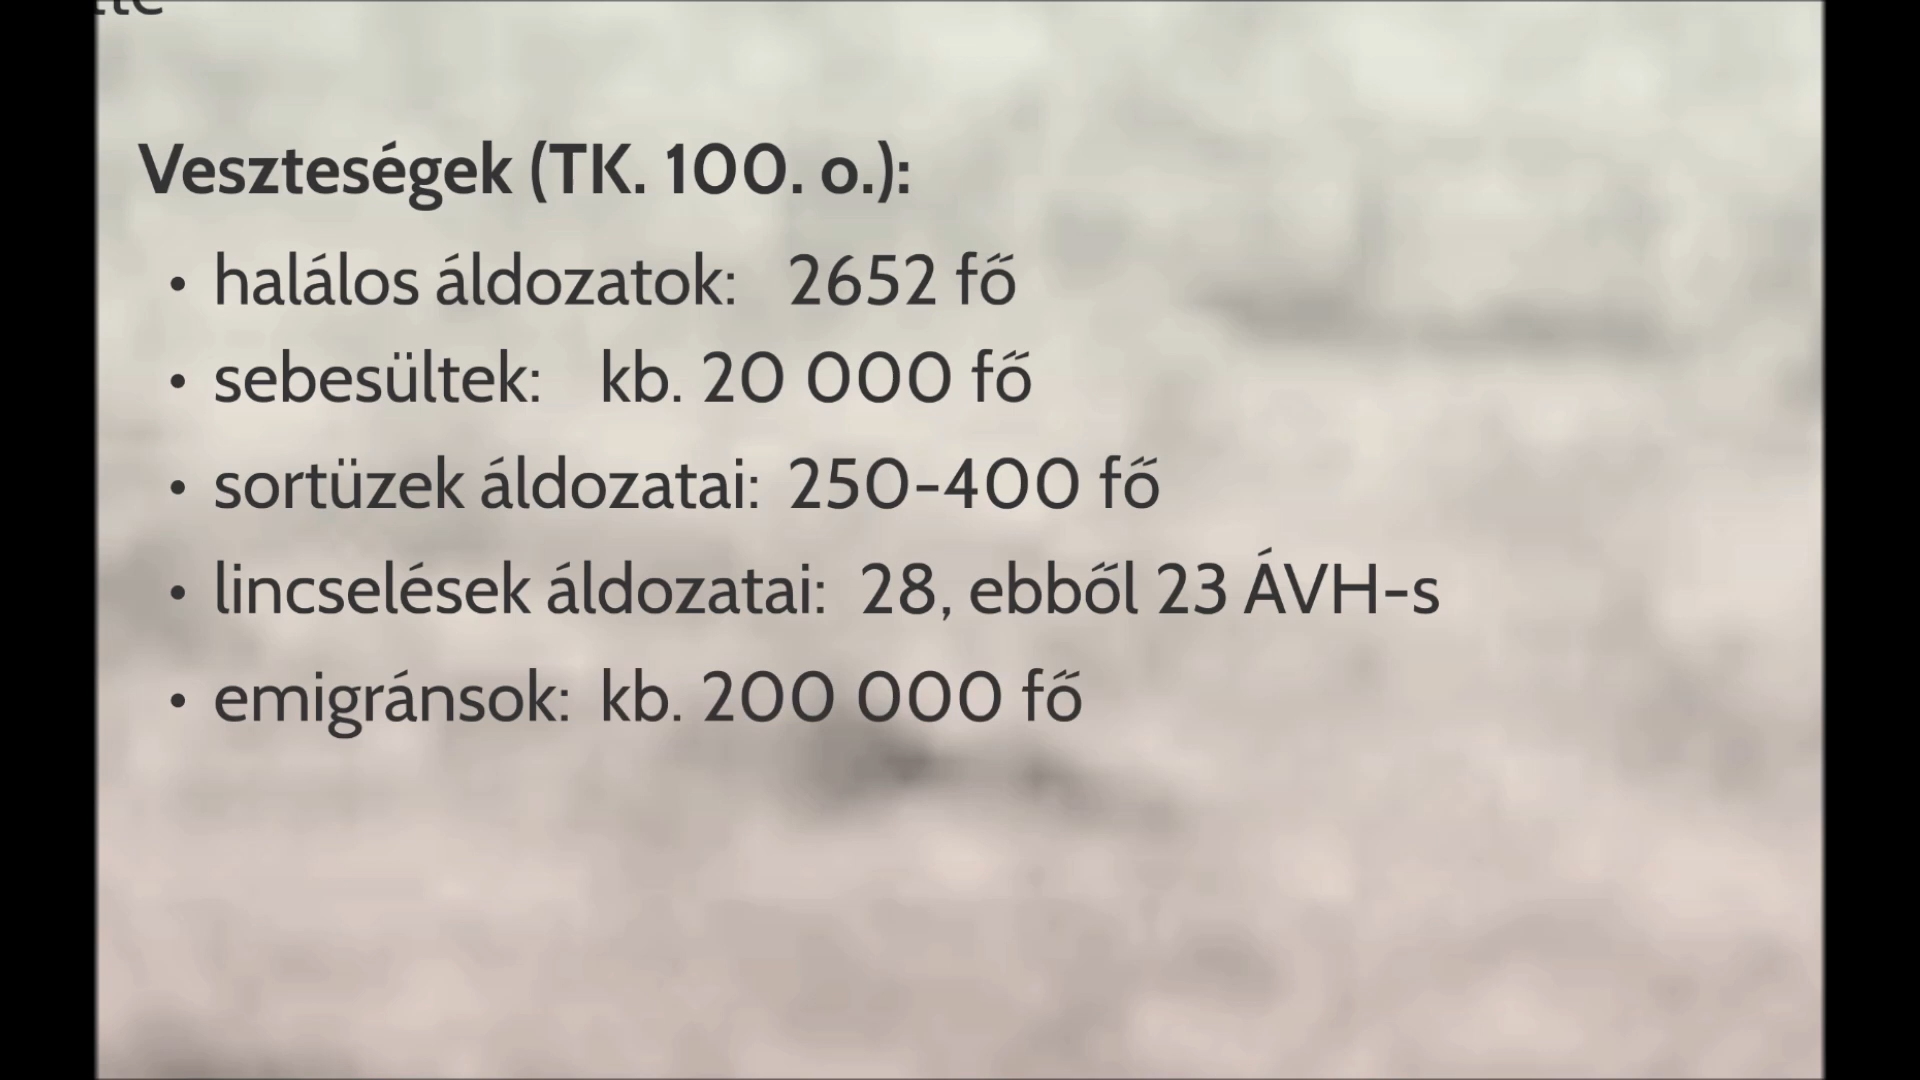 Veszteségek (TK. 100. o.):
• halálos áldozatok: 2652 fő
• sebesültek: kb. 20 000 fő
• sortüzek áldozatai: 250-400 fő
• lincselések áldozatai: 28, ebből 23 ÁVH-s
• emigránsok: kb. 200 000 fő